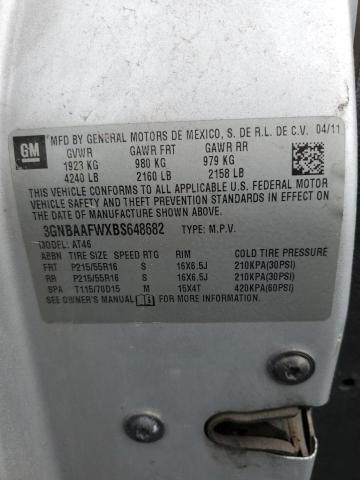 GM
MFD BY GENERAL MOTORS DE MEXICO, S. DE R.L. DE C.V. 04/11
GVWR GAWR FRT GAWR RR
1923 KG 980 KG 979 KG
4240 LB 2160 LB 2158 LB
THIS VEHICLE CONFORMS TO ALL APPLICABLE U.S. FEDERAL MOTOR
VEHICLE SAFETY AND THEFT PREVENTION STANDARDS IN EFFECT ON THE
DATE OF MANUFACTURE SHOWN ABOVE.
3GNBAAFWXBS648682 TYPE: M.P.V.
MODEL: AT46
AEBN TIRE SIZE SPEED RTG RIM COLD TIRE PRESSURE
FRT P215/55R16 S 16X6.5J 210KPA(30PSI)
RR P215/55R16 S 16X6.5J 210KPA(30PSI)
SPA T115/70D15 M 15X4T 420KPA(60PSI)
SEE OWNER'S MANUAL FOR MORE INFORMATION.